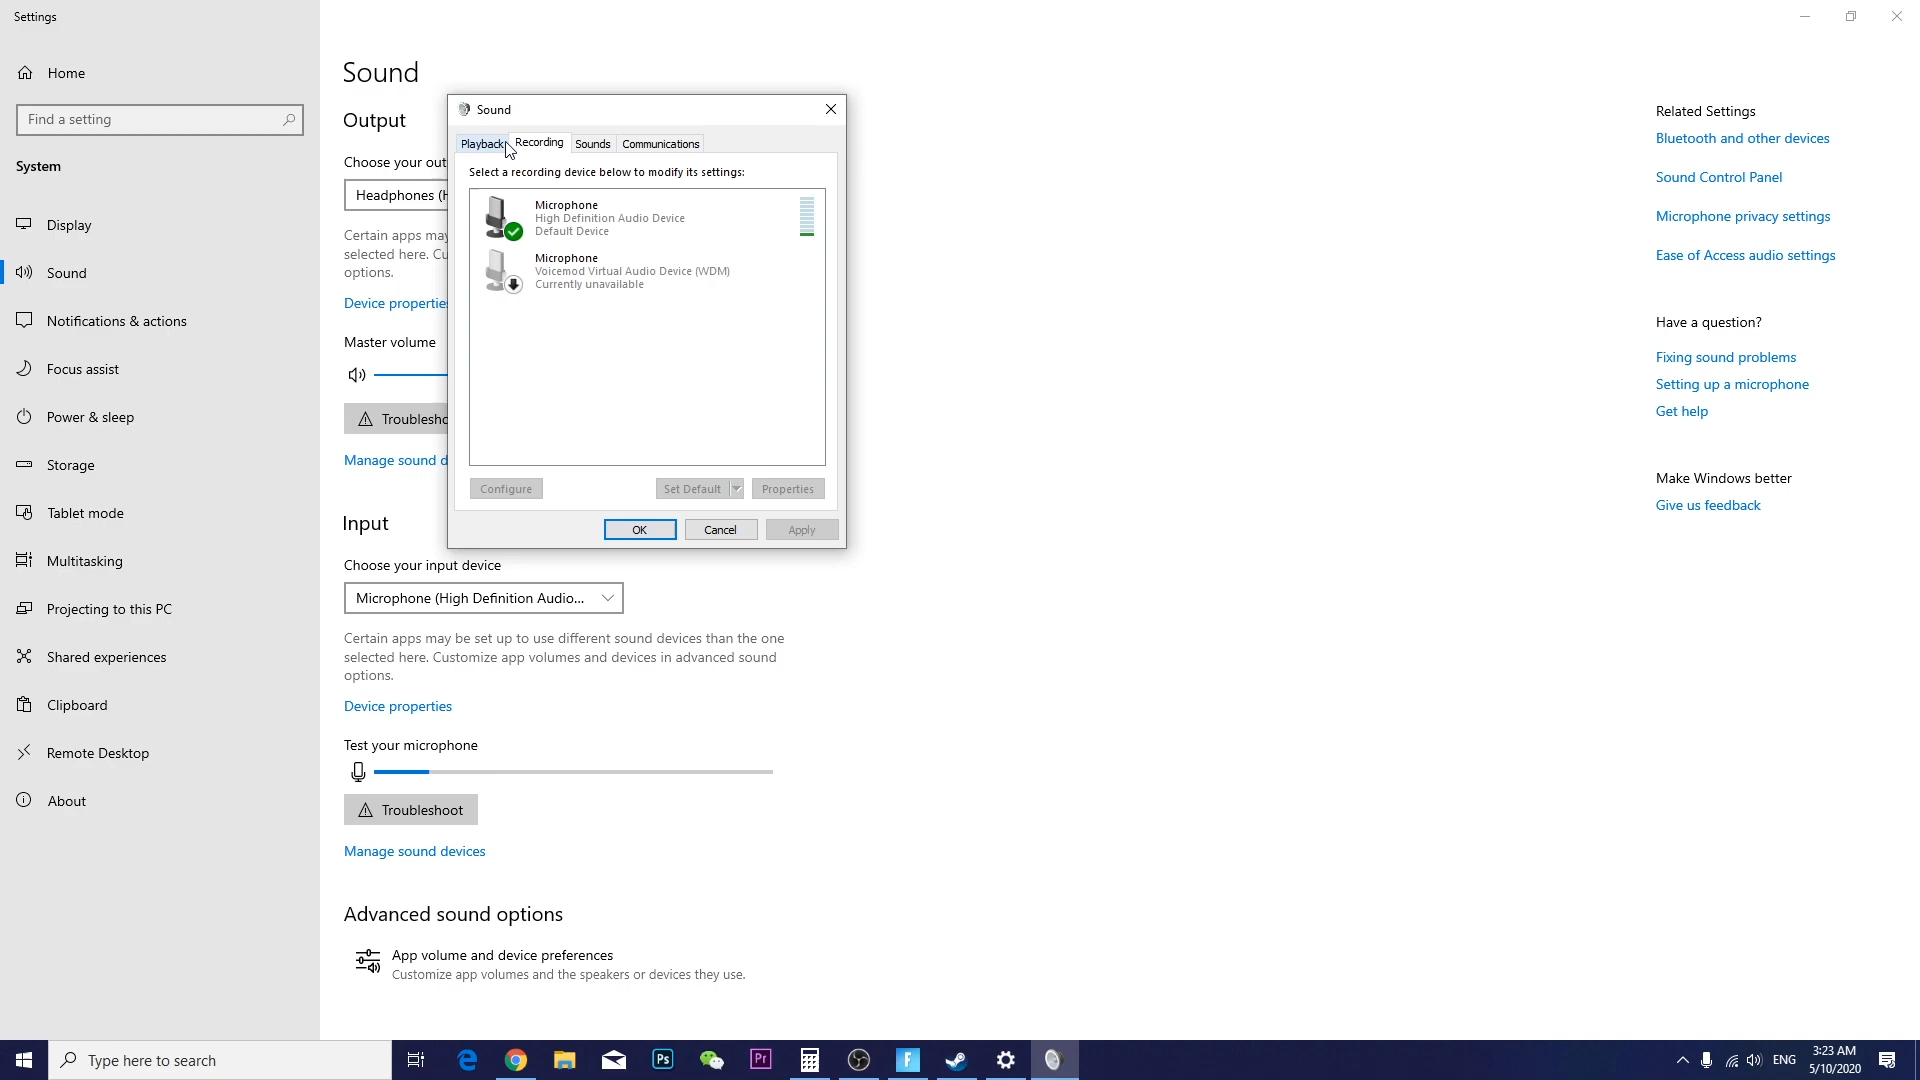 Settings
Home
Find a setting
System
Display
Sound
Notifications & actions
Focus assist
Power & sleep
Storage
Tablet mode
Multitasking
Projecting to this PC
Shared experiences
Clipboard
Remote Desktop
About
Sound
Output
Choose your out
Headphones (H
Certain apps may
selected here. Cu
options.
Device properties
Master volume
Troublesho
Manage sound d
Sound
Playback
Recording
Sounds
Communications
Select a recording device below to modify its settings:
Microphone
High Definition Audio Device
Default Device
Microphone
Voicemod Virtual Audio Device (WDM)
Currently unavailable
Configure
Set Default
Properties
OK
Cancel
Apply
Input
Choose your input device
Microphone (High Definition Audio...
Certain apps may be set up to use different sound devices than the one
selected here. Customize app volumes and devices in advanced sound
options.
Device properties
Test your microphone
Troubleshoot
Manage sound devices
Advanced sound options
App volume and device preferences
Customize app volumes and the speakers or devices they use.
Related Settings
Bluetooth and other devices
Sound Control Panel
Microphone privacy settings
Ease of Access audio settings
Have a question?
Fixing sound problems
Setting up a microphone
Get help
Make Windows better
Give us feedback
Type here to search
Ps
Pr
F
ENG
3:23 AM
5/10/2020